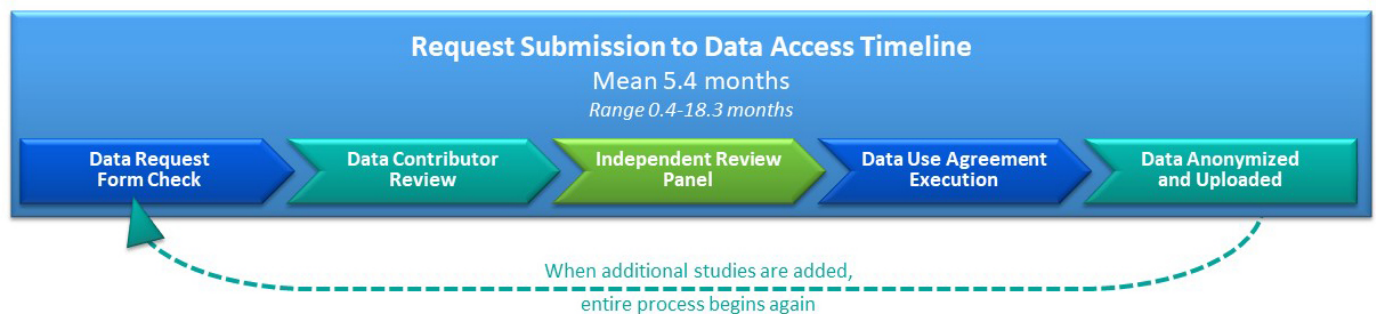 Request Submission to Data Access Timeline
Mean 5.4 months
Range 0.4-18.3 months
Data Request
Form Check
Data Contributor
Review
Independent Review
Panel
Data Use Agreement
Execution
Data Anonymized
and Uploaded
When additional studies are added,
entire process begins again